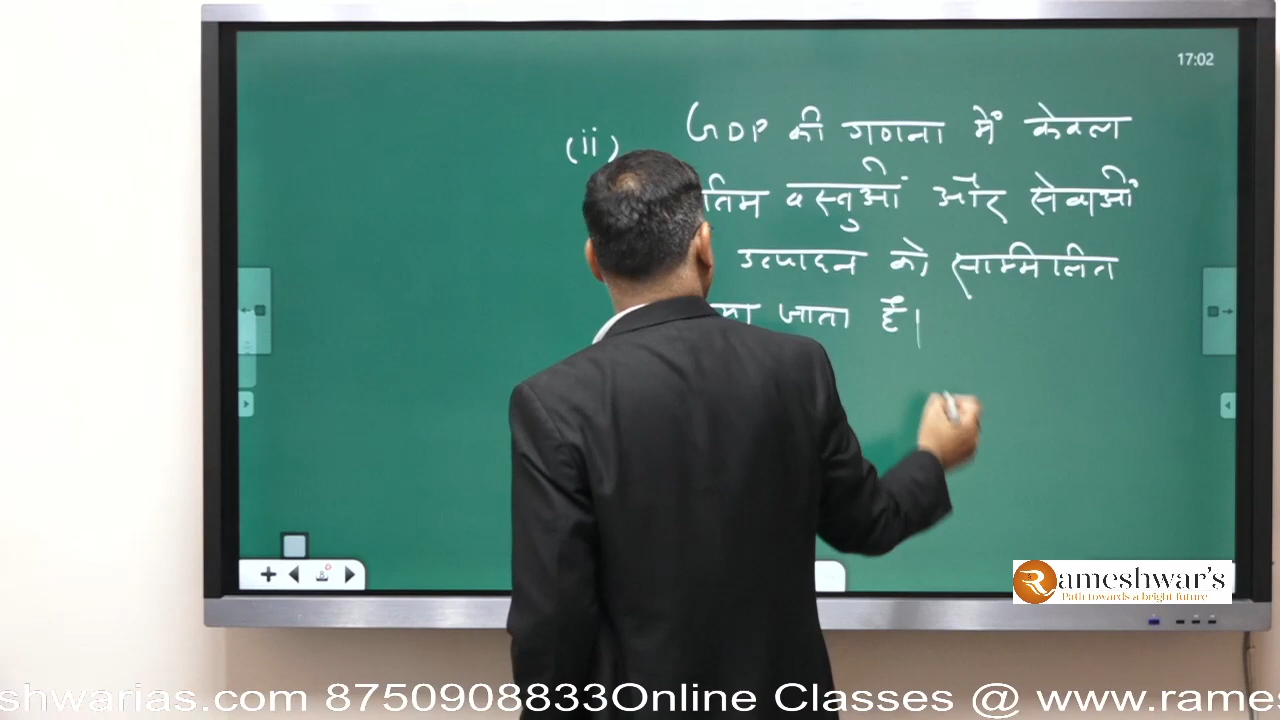 17:02
(ii) GDP की गणना में केवल
वस्तुओं और सेवाओं
उत्पादन को सम्मिलित
जाता है।
Rameshwar's
Path towards a bright future
shwarias.com 8750908833Online Classes @ www.rames